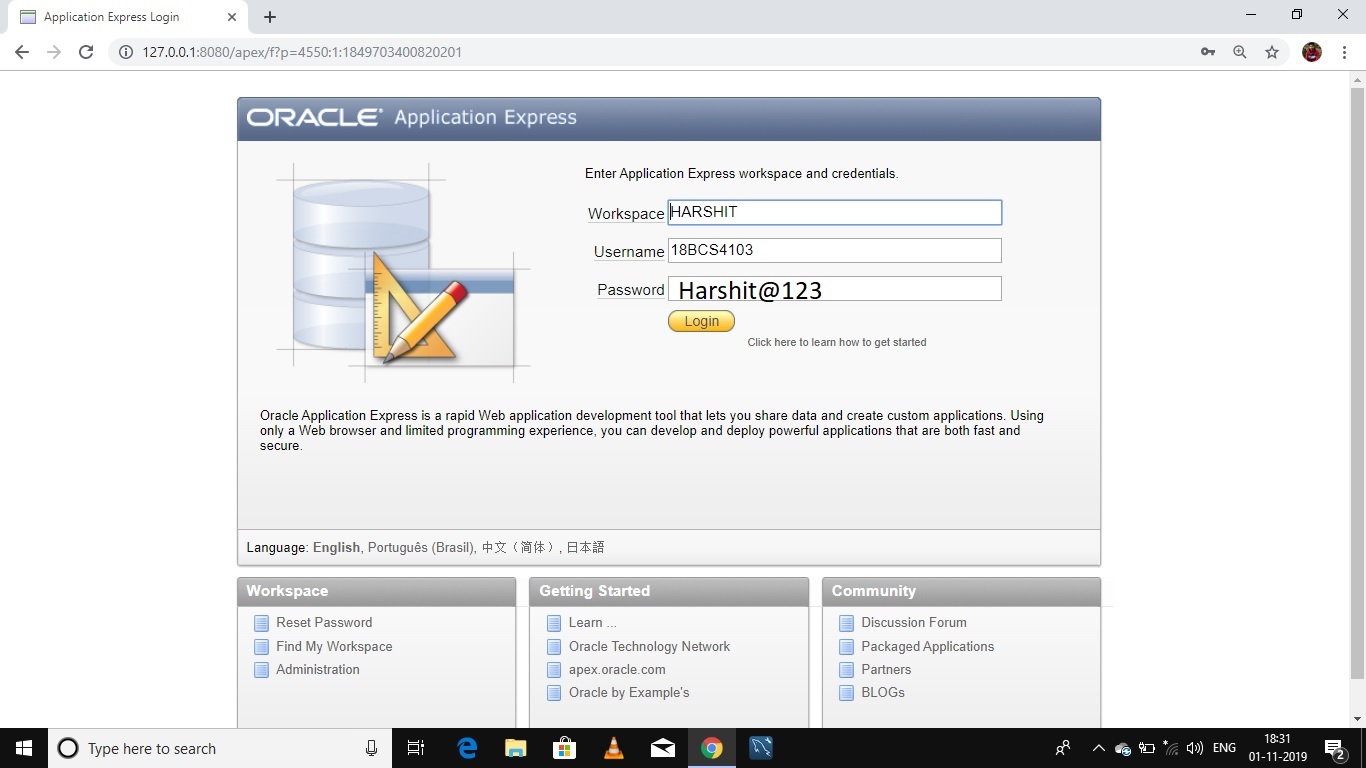 Application Express Login
127.0.0.1:8080/apex/f?p=4550:1:1849703400820201
ORACLE® Application Express
Enter Application Express workspace and credentials.
Workspace HARSHIT
Username 18BCS4103
Password Harshit@123
Login
Click here to learn how to get started
Oracle Application Express is a rapid Web application development tool that lets you share data and create custom applications. Using
only a Web browser and limited programming experience, you can develop and deploy powerful applications that are both fast and
secure.
Language: English, Português (Brasil), 中文（简体）, 日本語
Workspace
Reset Password
Find My Workspace
Administration
Getting Started
Learn ...
Oracle Technology Network
apex.oracle.com
Oracle by Example's
Community
Discussion Forum
Packaged Applications
Partners
BLOGs
Type here to search
ENG
18:31
01-11-2019
2